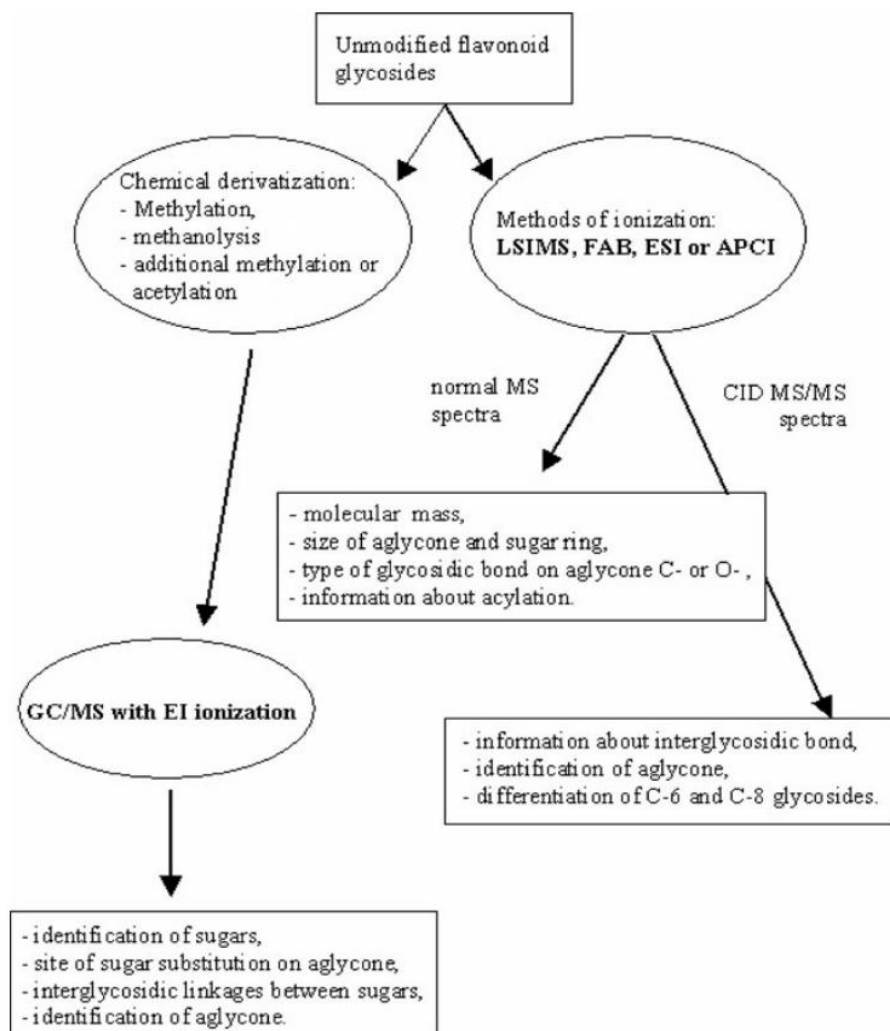 Unmodified flavonoid
glycosides
Chemical derivatization:
- Methylation,
- methanolysis
- additional methylation or
acetylation
Methods of ionization:
LSIMS, FAB, ESI or APCI
normal MS
spectra
CID MS/MS
spectra
- molecular mass,
- size of aglycone and sugar ring,
- type of glycosidic bond on aglycone C- or O- ,
- information about acylation.
GC/MS with EI ionization
- information about interglycosidic bond,
- identification of aglycone,
- differentiation of C-6 and C-8 glycosides.
- identification of sugars,
- site of sugar substitution on aglycone,
- interglycosidic linkages between sugars,
- identification of aglycone.